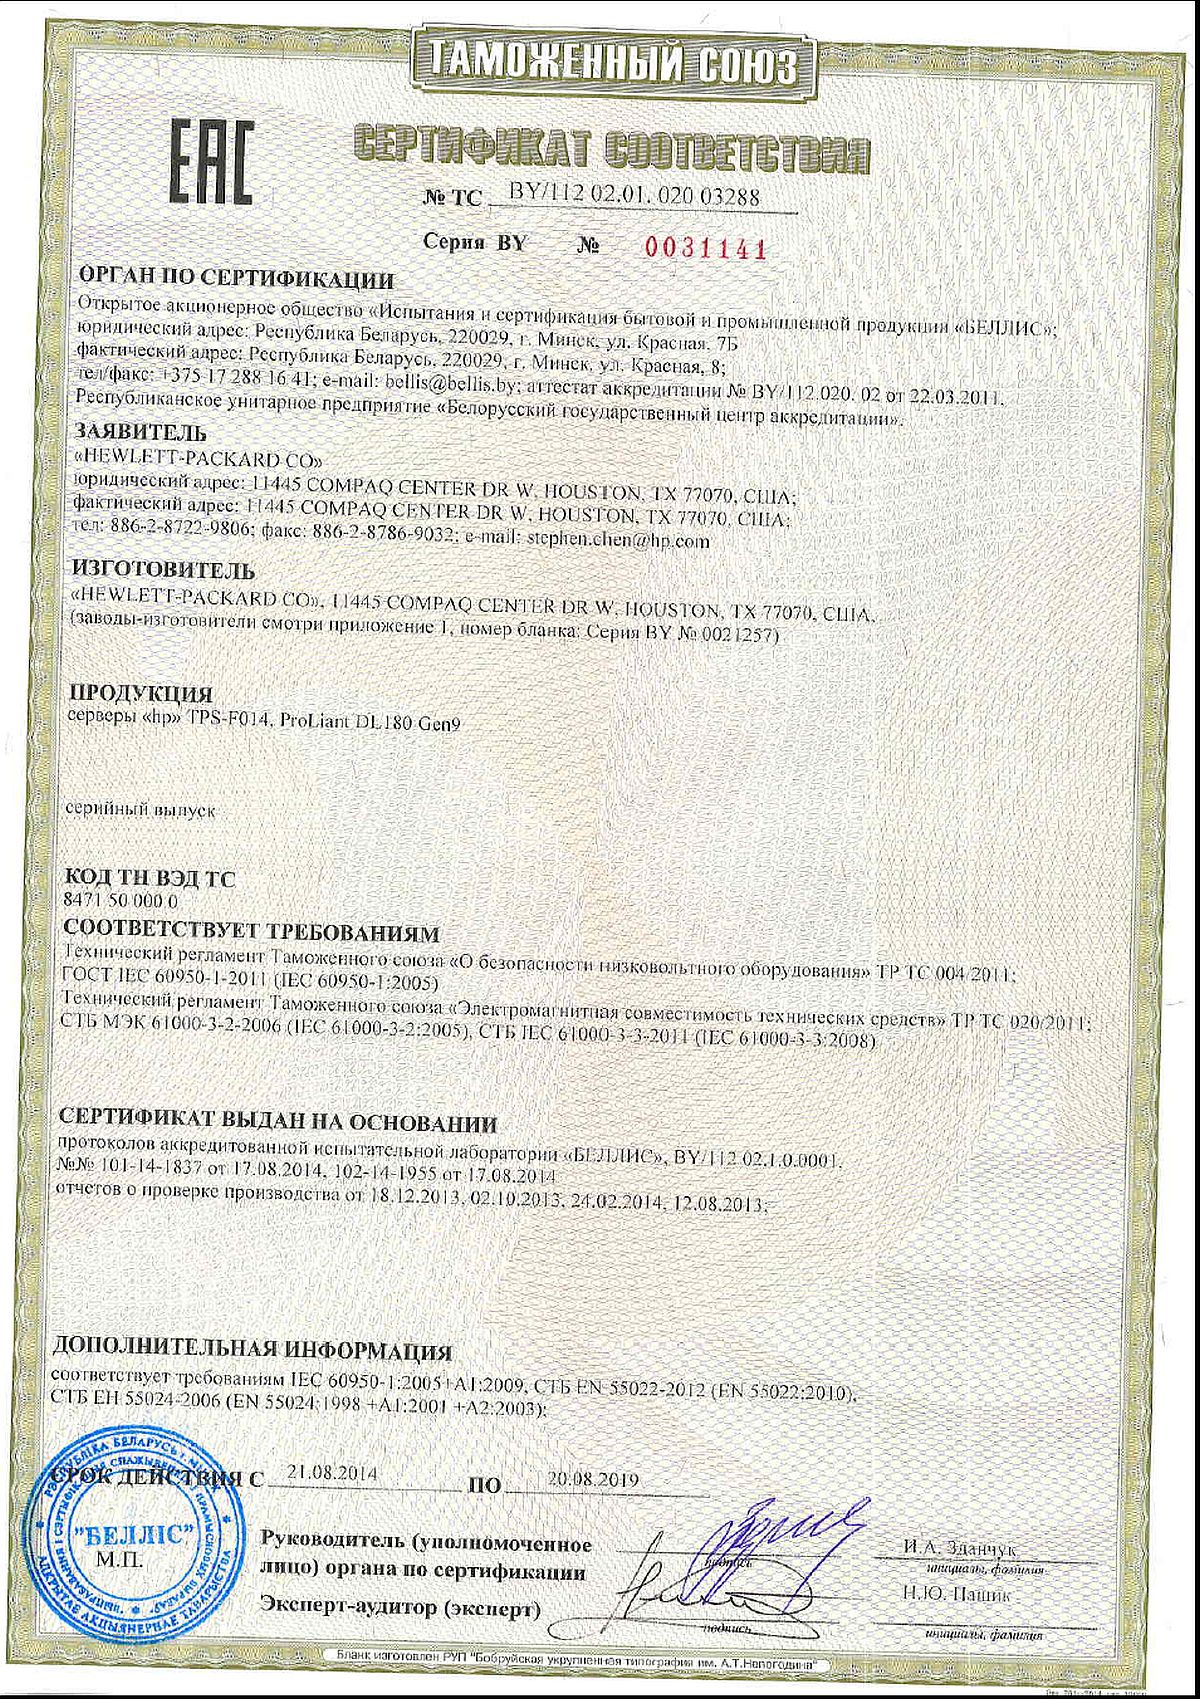 ТАМОЖЕННЫЙ СОЮЗ
ЕАС
СЕРТИФИКАТ СООТВЕТСТВИЯ
№ ТС BY/112 02.01. 020 03288
Серия BY № 0031141
ОРГАН ПО СЕРТИФИКАЦИИ
Открытое акционерное общество «Испытания и сертификация бытовой и промышленной продукции «БЕЛЛИС»;
юридический адрес: Республика Беларусь, 220029, г. Минск, ул. Красная, 7Б
фактический адрес: Республика Беларусь, 220029, г. Минск, ул. Красная, 8;
тел/факс: +375 17 288 16 41; e-mail: bellis@bellis.by; аттестат аккредитации № BY/112 020. 02 от 22.03.2011,
Республиканское унитарное предприятие «Белорусский государственный центр аккредитации».
ЗАЯВИТЕЛЬ
«HEWLETT-PACKARD CO»
юридический адрес: 11445 COMPAQ CENTER DR W, HOUSTON, TX 77070, США;
фактический адрес: 11445 COMPAQ CENTER DR W, HOUSTON, TX 77070, США;
тел: 886-2-8722-9806; факс: 886-2-8786-9032; e-mail: stephen.chen@hp.com
ИЗГОТОВИТЕЛЬ
«HEWLETT-PACKARD CO», 11445 COMPAQ CENTER DR W, HOUSTON, TX 77070, США,
(заводы-изготовители смотри приложение 1, номер бланка: Серия BY № 0021257)
ПРОДУКЦИЯ
серверы «hp» TPS-F014, ProLiant DL180 Gen9
серийный выпуск
КОД ТН ВЭД ТС
8471 50 000 0
СООТВЕТСТВУЕТ ТРЕБОВАНИЯМ
Технический регламент Таможенного союза «О безопасности низковольтного оборудования» ТР ТС 004/2011;
ГОСТ IEC 60950-1-2011 (IEC 60950-1:2005)
Технический регламент Таможенного союза «Электромагнитная совместимость технических средств» ТР ТС 020/2011;
СТБ МЭК 61000-3-2-2006 (IEC 61000-3-2:2005), СТБ IEC 61000-3-3-2011 (IEC 61000-3-3:2008)
СЕРТИФИКАТ ВЫДАН НА ОСНОВАНИИ
протоколов аккредитованной испытательной лаборатории «БЕЛЛИС», BY/112 02.1.0.0001,
№№ 101-14-1837 от 17.08.2014, 102-14-1955 от 17.08.2014
отчетов о проверке производства от 18.12.2013, 02.10.2013, 24.02.2014, 12.08.2013;
ДОПОЛНИТЕЛЬНАЯ ИНФОРМАЦИЯ
соответствует требованиям IEC 60950-1:2005+A1:2009, СТБ EN 55022-2012 (EN 55022:2010),
СТБ ЕН 55024-2006 (EN 55024:1998 +A1:2001 +A2:2003);
СРОК ДЕЙСТВИЯ С 21.08.2014 ПО 20.08.2019
"БЕЛЛІС"
М.П.
Руководитель (уполномоченное
лицо) органа по сертификации
подпись
И.А. Зданчук
инициалы, фамилия
Эксперт-аудитор (эксперт)
подпись
Н.Ю. Пашик
инициалы, фамилия
Бланк изготовлен РУП "Бобруйская укрупненная типография им. А.Т.Непогодина"